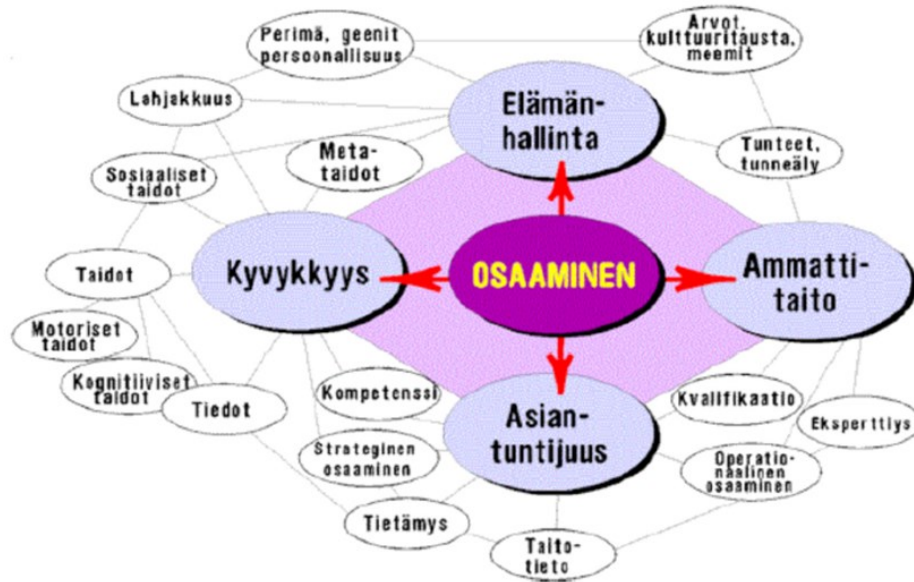 Perimä, geenit
persoonallisuus
Arvot,
kulttuuritausta,
meemit
Lahjakkuus
Elämän-
hallinta
Meta-
taidot
Tunteet,
tunneäly
Sosiaaliset
taidot
Kyvykkyys
OSAAMINEN
Ammatti-
taito
Taidot
Motoriset
taidot
Kognitiiviset
taidot
Tiedot
Kompetenssi
Asian-
tuntijuus
Kvalifikaatio
Eksperttiys
Strateginen
osaaminen
Operatio-
naalinen
osaaminen
Tietämys
Taito-
tieto